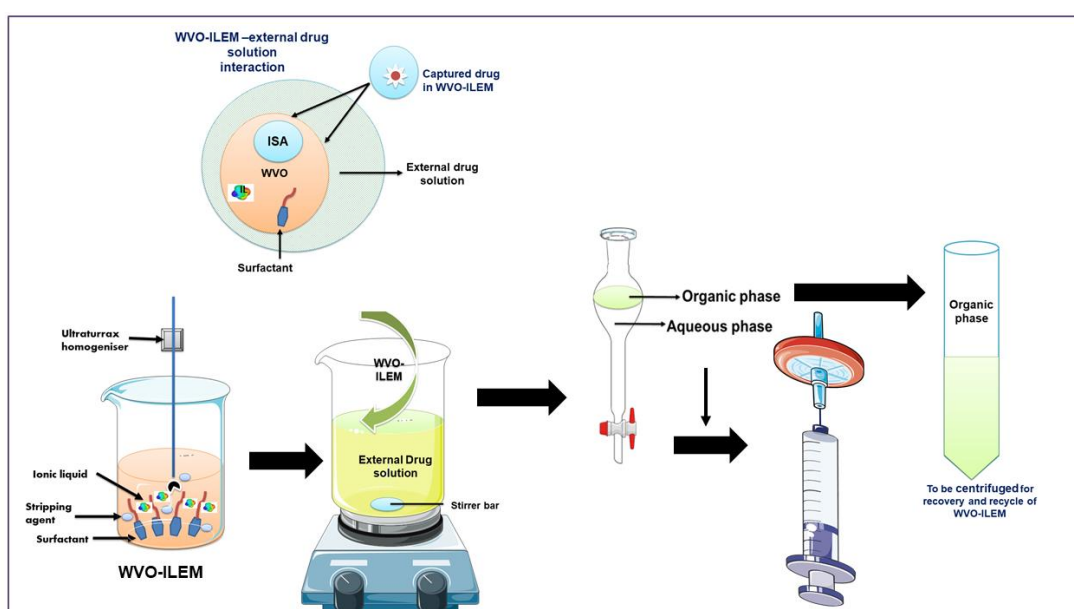 WVO-ILEM –external drug
solution
interaction
Captured drug
in WVO-ILEM
ISA
WVO
IL
External drug
solution
Surfactant
Ultraturrax
homogeniser
Ionic liquid
Stripping
agent
Surfactant
WVO-ILEM
WVO-
ILEM
External Drug
solution
Stirrer bar
Organic phase
Aqueous phase
Organic
phase
To be centrifuged for
recovery and recycle of
WVO-ILEM